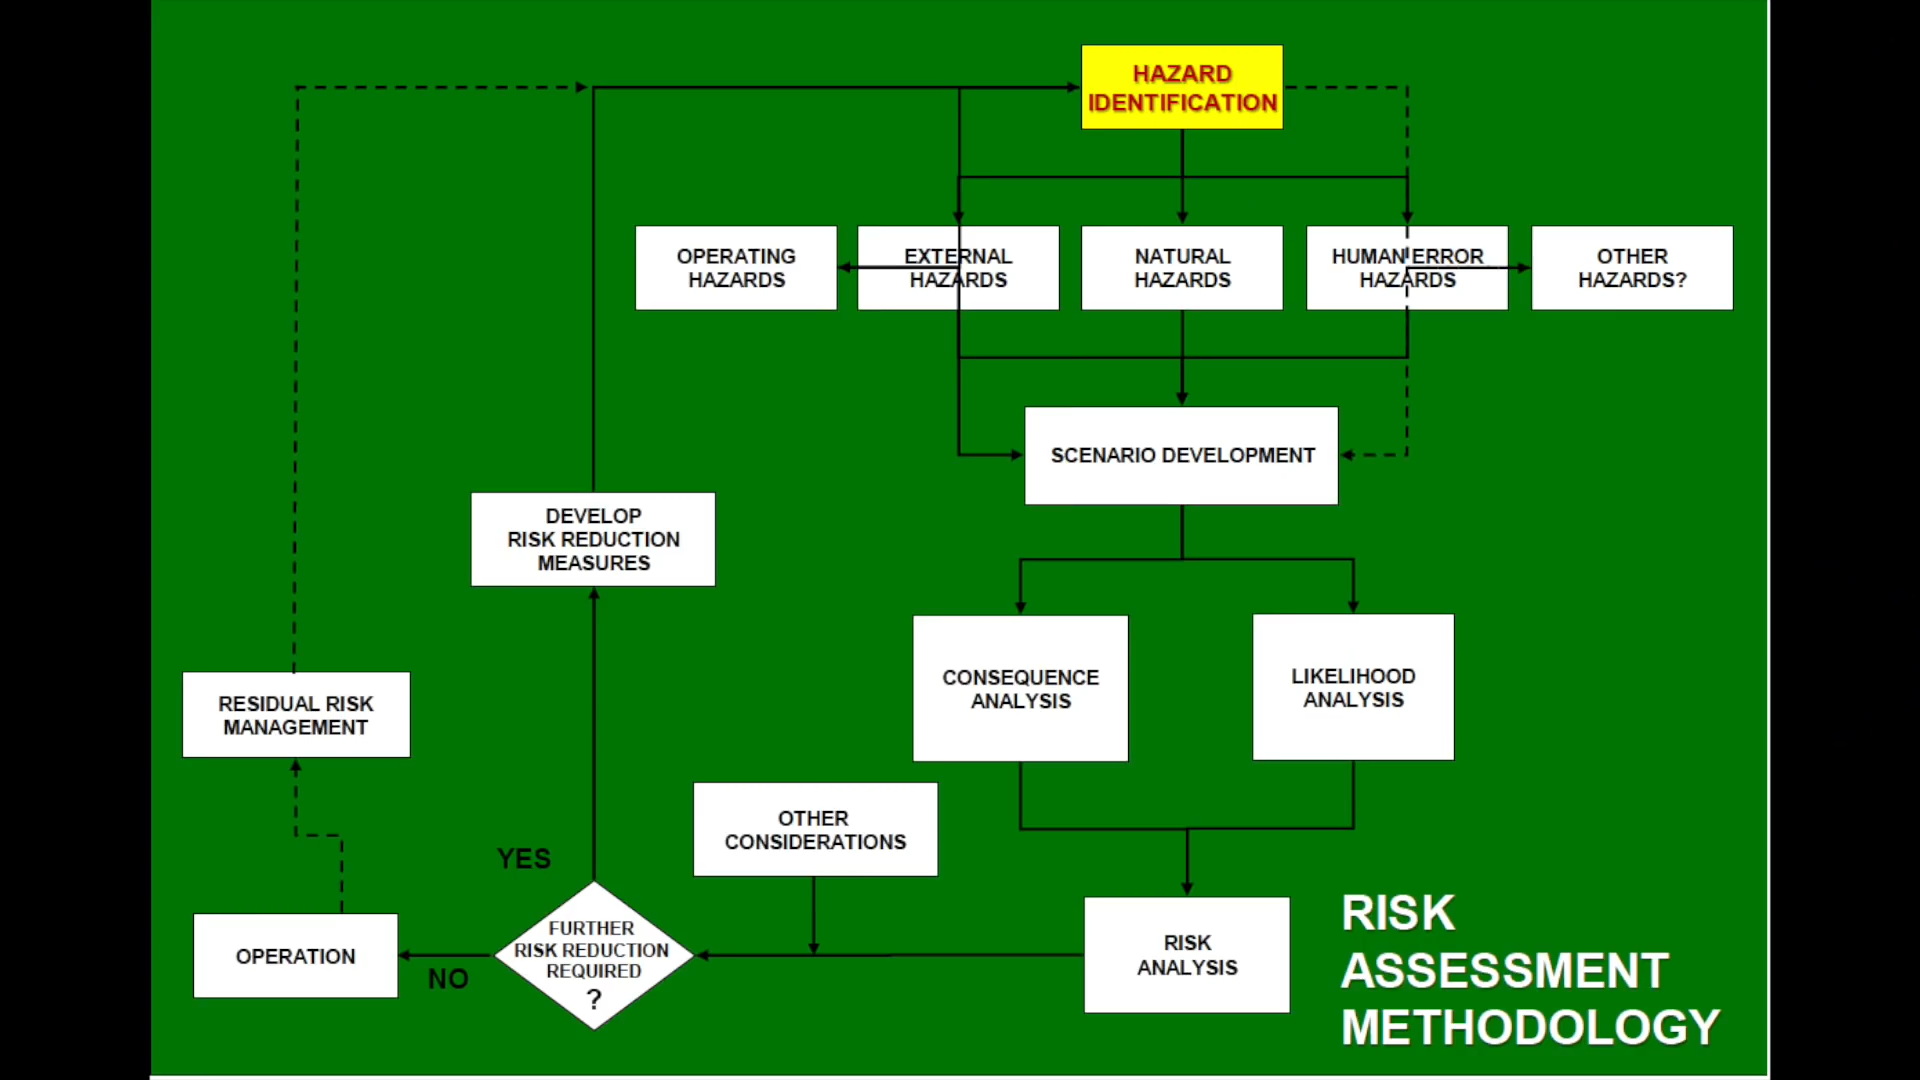 HAZARD
IDENTIFICATION
OPERATING
HAZARDS
EXTERNAL
HAZARDS
NATURAL
HAZARDS
HUMAN ERROR
HAZARDS
OTHER
HAZARDS?
SCENARIO DEVELOPMENT
DEVELOP
RISK REDUCTION
MEASURES
CONSEQUENCE
ANALYSIS
LIKELIHOOD
ANALYSIS
RESIDUAL RISK
MANAGEMENT
OTHER
CONSIDERATIONS
YES
FURTHER
RISK REDUCTION
REQUIRED
?
NO
OPERATION
RISK
ANALYSIS
RISK
ASSESSMENT
METHODOLOGY